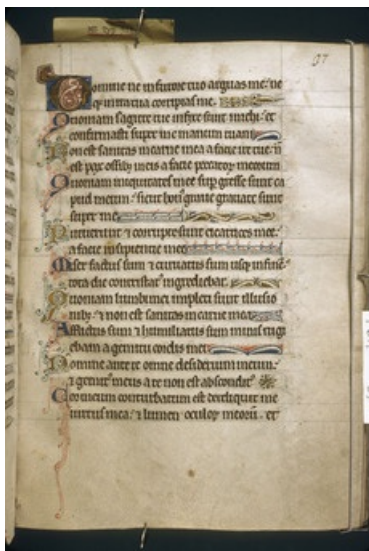 97
Domine ne in furore tuo arguas me: ne
q in ira tua corripias me.
Quoniam sagitte tue infixe sunt michi: et
confirmasti super me manum tuam
Non est sanitas in carne mea a facie ire tue: n
est pax ossibus meis a facie peccatorum meorum
Quoniam iniquitates mee supgresse sunt ca
put meum: sicut honus grave gravate sunt
super me
Putruerunt et corrupte sunt cicatrices mee:
a facie insipientie mee
Miser factus sum et curvatus sum usq in fine
tota die contristatus ingrediebar.
Quoniam lumbi mei impleti sunt illusio
nibus: et non est sanitas in carne mea
Afflictus sum et humiliatus sum nimis rugi
ebam a gemitu cordis mei
Domine ante te omne desiderium meum:
et gemitus meus a te non est absconditus
Cor meum conturbatum est dereliquit me
virtus mea: et lumen oculorum meorum et